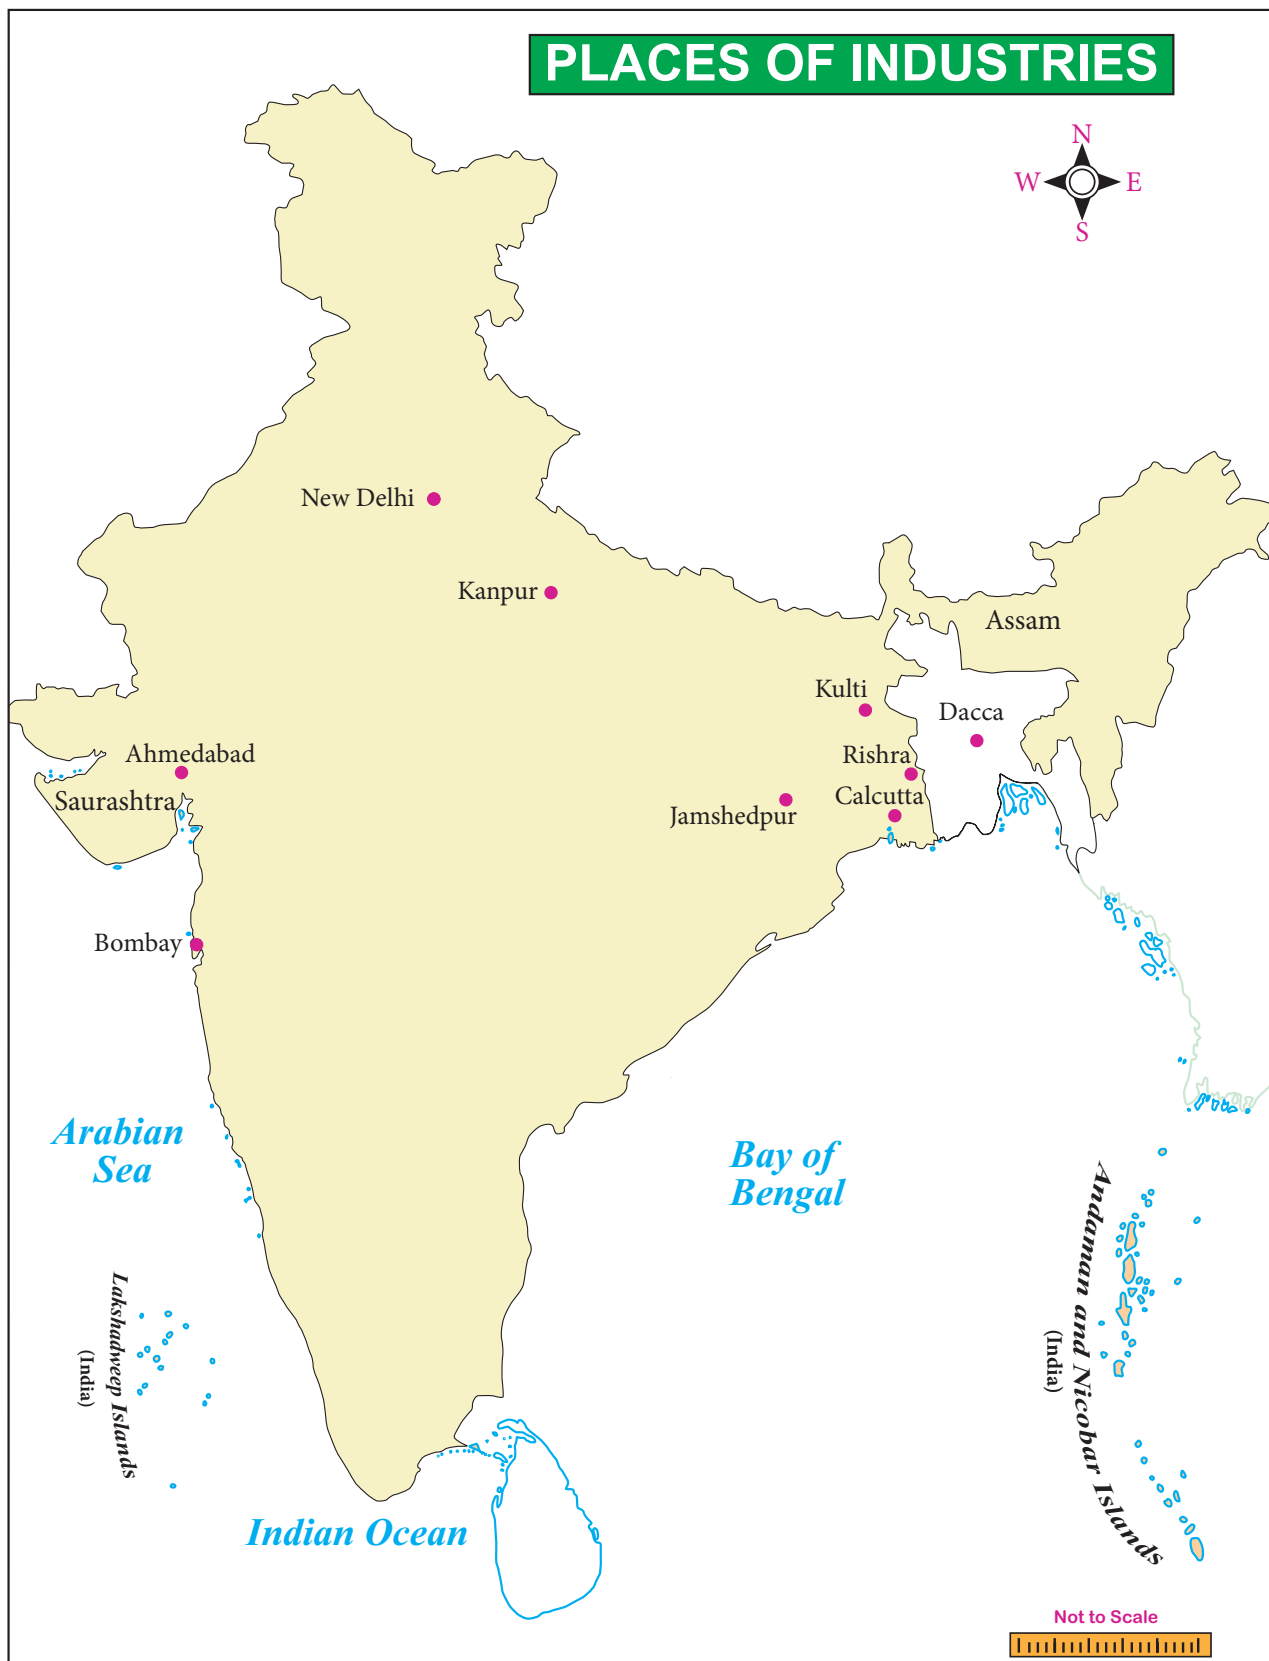 PLACES OF INDUSTRIES
N
W E
S
New Delhi
Kanpur
Assam
Kulti
Dacca
Ahmedabad
Rishra
Saurashtra
Calcutta
Jamshedpur
Bombay
Arabian
Sea
Bay of
Bengal
Lakshadweep Islands
(India)
Andaman and Nicobar Islands
(India)
Indian Ocean
Not to Scale